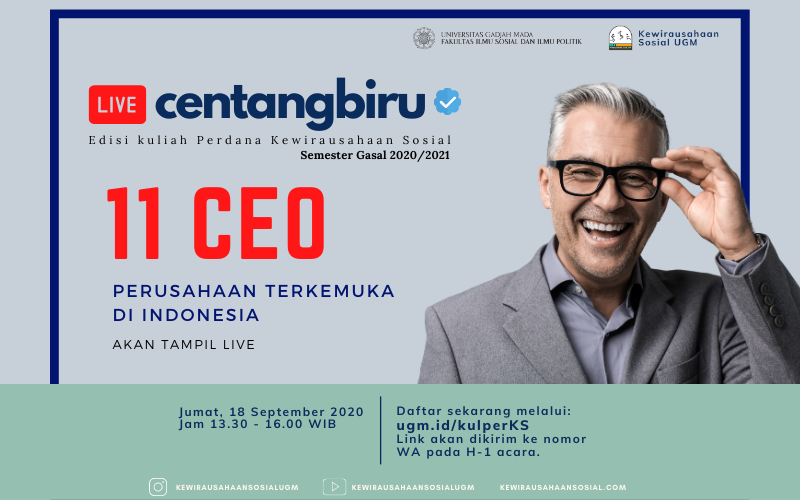 UNIVERSITAS GADJAH MADA
FAKULTAS ILMU SOSIAL DAN ILMU POLITIK
Kewirausahaan
Sosial UGM
LIVE centangbiru
Edisi kuliah Perdana Kewirausahaan Sosial
Semester Gasal 2020/2021
11 CEO
PERUSAHAAN TERKEMUKA
DI INDONESIA
AKAN TAMPIL LIVE
Jumat, 18 September 2020
Jam 13.30 - 16.00 WIB
Daftar sekarang melalui:
ugm.id/kulperKS
Link akan dikirim ke nomor
WA pada H-1 acara.
KEWIRAUSAHAANSOSIALUGM KEWIRAUSAHAANSOSIALUGM KEWIRAUSAHAANSOSIAL.COM